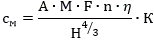 c_м = (A · M · F · n · η) / H^(4/3) · К